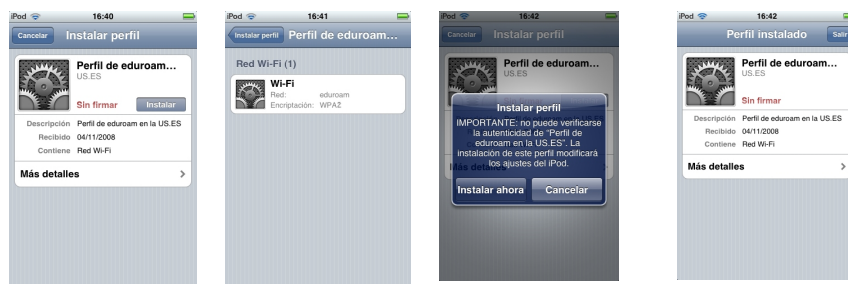 iPod 16:40
Cancelar Instalar perfil
Perfil de eduroam...
US.ES
Sin firmar Instalar
Descripción Perfil de eduroam en la US.ES
Recibido 04/11/2008
Contiene Red Wi-Fi
Más detalles
iPod 16:41
Instalar perfil Perfil de eduroam...
Red Wi-Fi (1)
Wi-Fi
Red: eduroam
Encriptación: WPA2
iPod 16:42
Cancelar Instalar perfil
Perfil de eduroam...
US.ES
Instalar perfil
IMPORTANTE: no puede verificarse
la autenticidad de “Perfil de
eduroam en la US.ES”. La
instalación de este perfil modificará
los ajustes del iPod.
Más detalles
Instalar ahora Cancelar
iPod 16:42
Perfil instalado Salir
Perfil de eduroam...
US.ES
Sin firmar
Descripción Perfil de eduroam en la US.ES
Recibido 04/11/2008
Contiene Red Wi-Fi
Más detalles